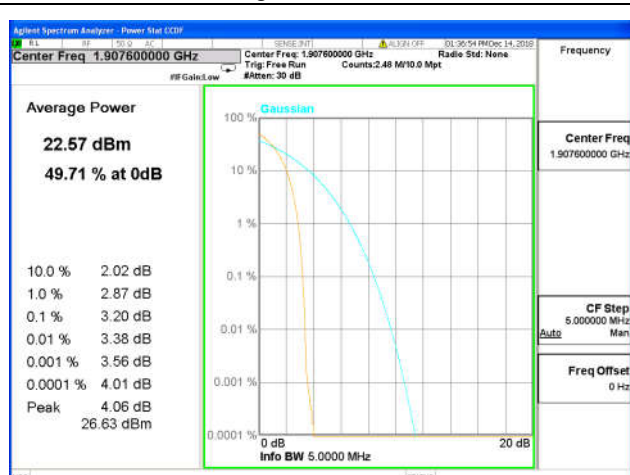 Agilent Spectrum Analyzer - Power Stat CCDF
RL RF 50 Ω AC SENSE:INT ALIGN OFF 01:36:54 PM Dec 14, 2018
Center Freq 1.907600000 GHz
Center Freq: 1.907600000 GHz Radio Std: None
Trig: Free Run Counts:2.48 M/10.0 Mpt
#IFGain:Low #Atten: 30 dB
Frequency
Average Power
22.57 dBm
49.71 % at 0dB
10.0 % 2.02 dB
1.0 % 2.87 dB
0.1 % 3.20 dB
0.01 % 3.38 dB
0.001 % 3.56 dB
0.0001 % 4.01 dB
Peak 4.06 dB
26.63 dBm
Gaussian
100 %
10 %
1 %
0.1 %
0.01 %
0.001 %
0.0001 %
0 dB 20 dB
Info BW 5.0000 MHz
Center Freq
1.907600000 GHz
CF Step
5.000000 MHz
Auto Man
Freq Offset
0 Hz